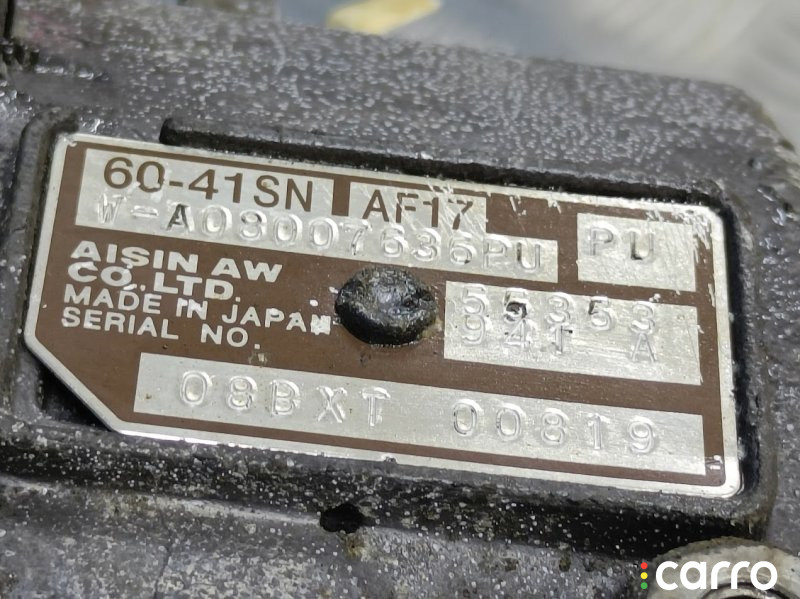 60-41SN AF17
W-A08007636PU PU
AISIN AW
CO.,LTD.
MADE IN JAPAN
SERIAL NO.
55353
941 A
08BXT 00819
carro